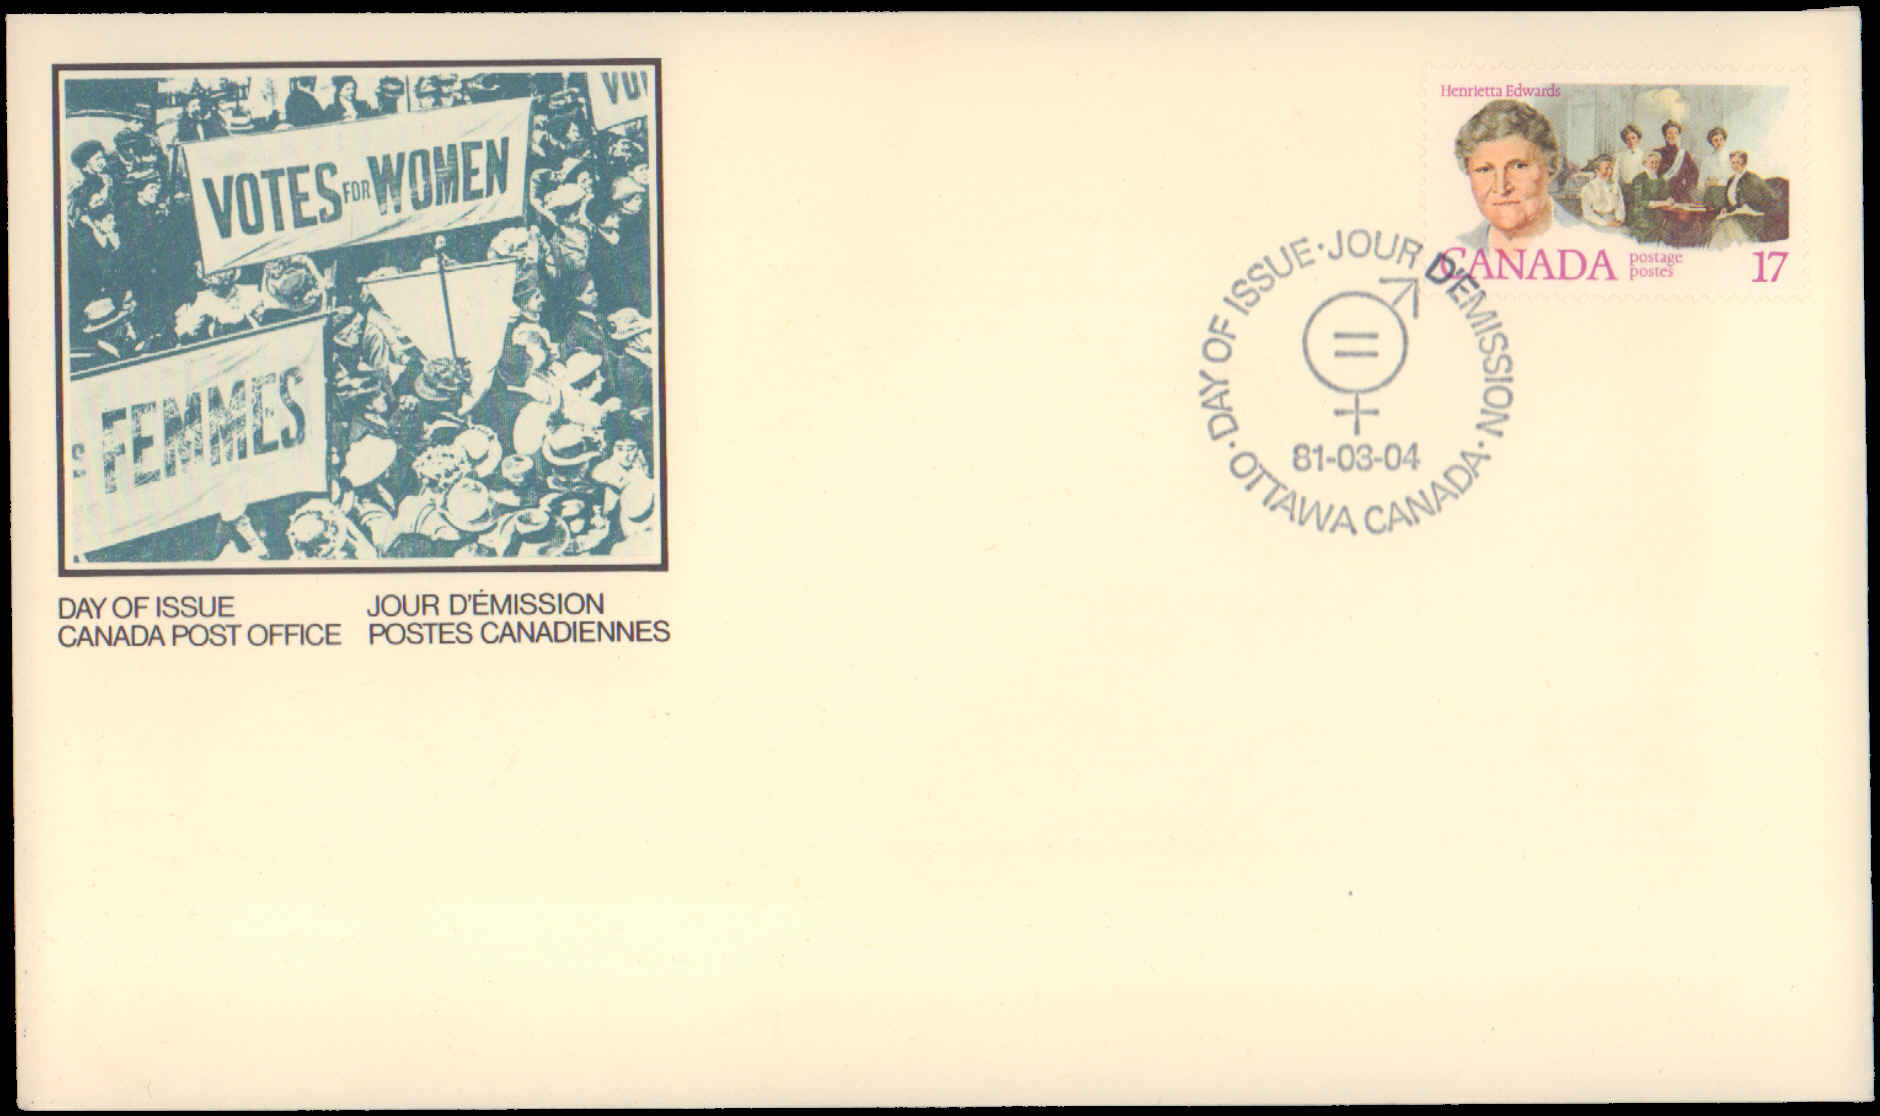 VOTES FOR WOMEN
FEMMES
DAY OF ISSUE
CANADA POST OFFICE
JOUR D'ÉMISSION
POSTES CANADIENNES
Henrietta Edwards
CANADA
postage
postes
17
·DAY OF ISSUE·JOUR D'EMISSION·
81-03-04
OTTAWA CANADA